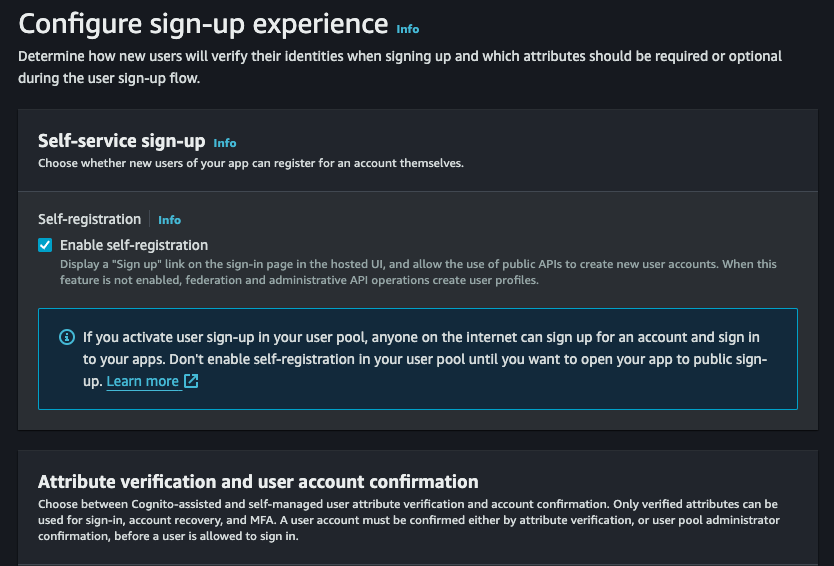 Configure sign-up experience Info
Determine how new users will verify their identities when signing up and which attributes should be required or optional
during the user sign-up flow.
Self-service sign-up Info
Choose whether new users of your app can register for an account themselves.
Self-registration Info
Enable self-registration
Display a "Sign up" link on the sign-in page in the hosted UI, and allow the use of public APIs to create new user accounts. When this
feature is not enabled, federation and administrative API operations create user profiles.
If you activate user sign-up in your user pool, anyone on the internet can sign up for an account and sign in
to your apps. Don't enable self-registration in your user pool until you want to open your app to public sign-
up. Learn more
Attribute verification and user account confirmation
Choose between Cognito-assisted and self-managed user attribute verification and account confirmation. Only verified attributes can be
used for sign-in, account recovery, and MFA. A user account must be confirmed either by attribute verification, or user pool administrator
confirmation, before a user is allowed to sign in.